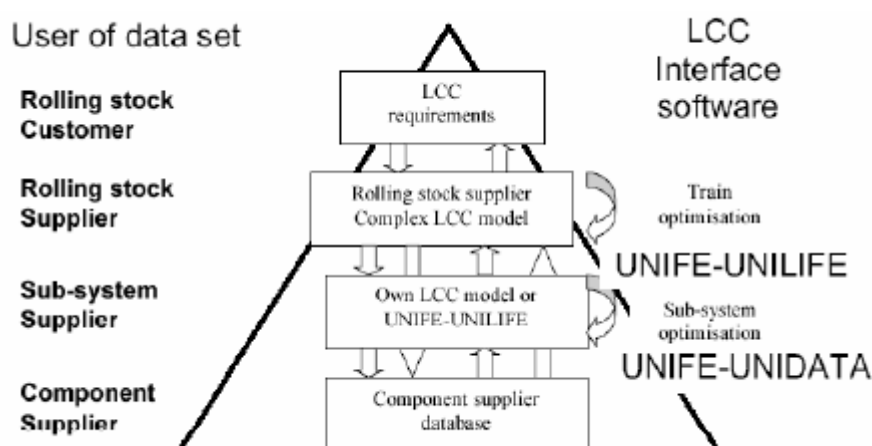 User of data set
LCC
Interface
software
Rolling stock
Customer
LCC
requirements
Rolling stock
Supplier
Rolling stock supplier
Complex LCC model
Train
optimisation
UNIFE-UNILIFE
Sub-system
Supplier
Own LCC model or
UNIFE-UNILIFE
Sub-system
optimisation
UNIFE-UNIDATA
Component
Supplier
Component supplier
database